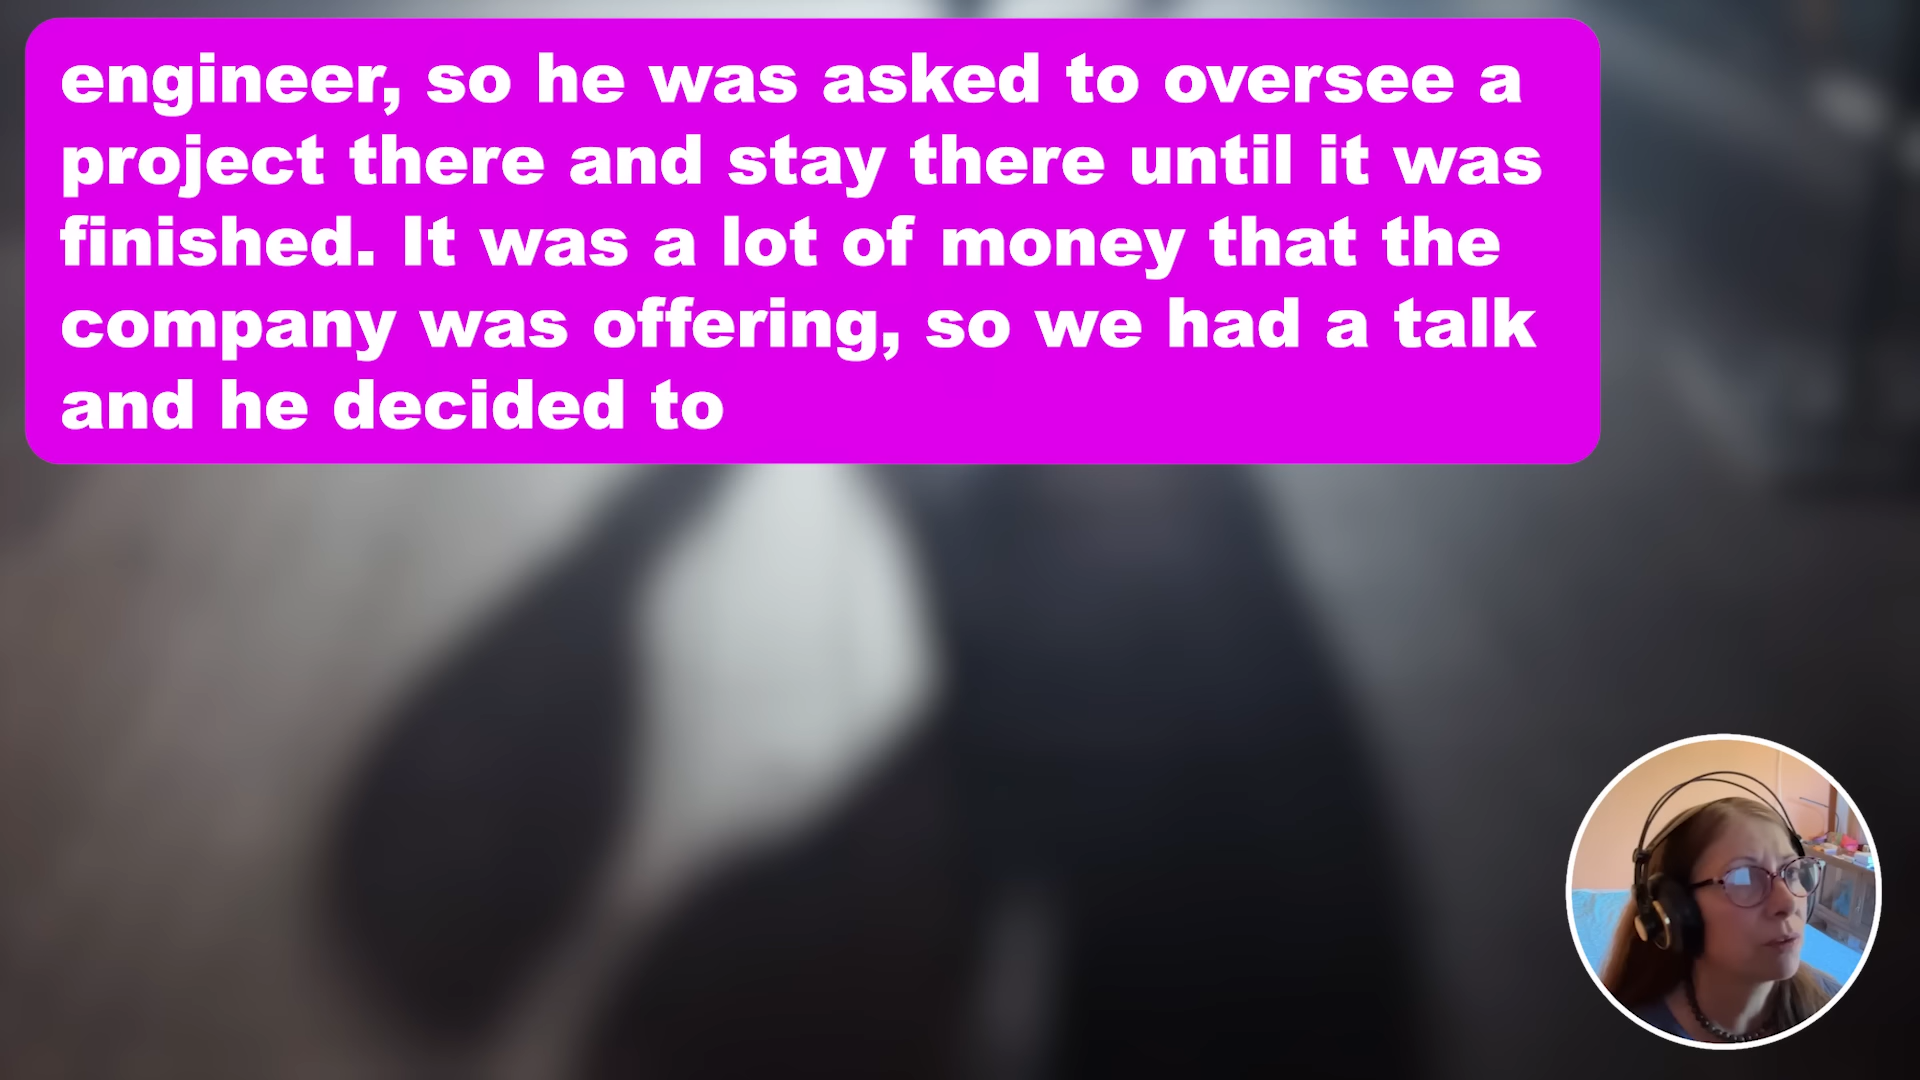 engineer, so he was asked to oversee a
project there and stay there until it was
finished. It was a lot of money that the
company was offering, so we had a talk
and he decided to